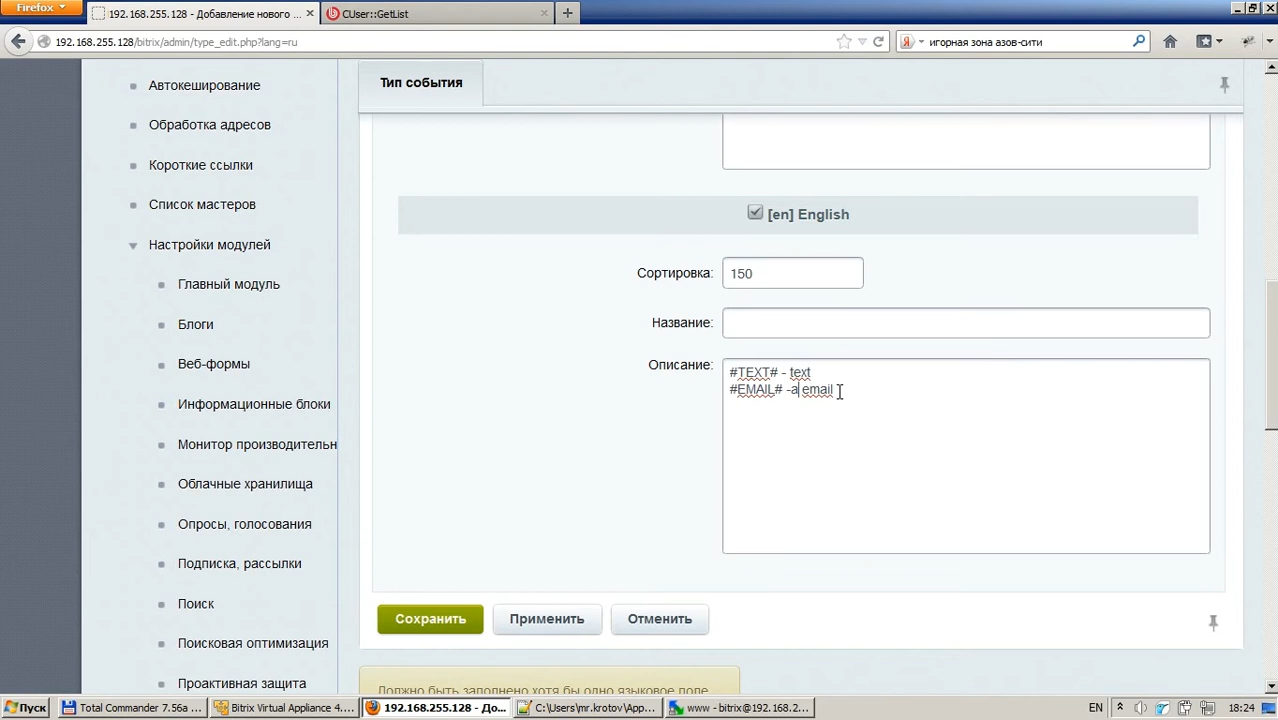 Firefox
192.168.255.128 - Добавление нового ...
CUser::GetList
192.168.255.128/bitrix/admin/type_edit.php?lang=ru
игорная зона азов-сити
Автокеширование
Обработка адресов
Короткие ссылки
Список мастеров
Настройки модулей
Главный модуль
Блоги
Веб-формы
Информационные блоки
Монитор производительн
Облачные хранилища
Опросы, голосования
Подписка, рассылки
Поиск
Поисковая оптимизация
Проактивная защита
Тип события
[en] English
Сортировка:
150
Название:
Описание:
#TEXT# - text
#EMAIL# -a email
Сохранить
Применить
Отменить
Должно быть заполнено хотя бы одно языковое поле
Пуск
Total Commander 7.56a ...
Bitrix Virtual Appliance 4....
192.168.255.128 - До...
C:\Users\mr.krotov\App...
www - bitrix@192.168.2...
EN
18:24